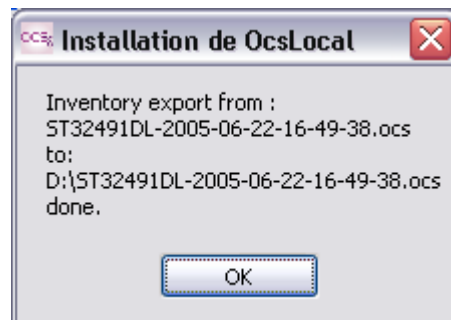 OCS
Installation de OcsLocal
Inventory export from :
ST32491DL-2005-06-22-16-49-38.ocs
to:
D:\ST32491DL-2005-06-22-16-49-38.ocs
done.
OK